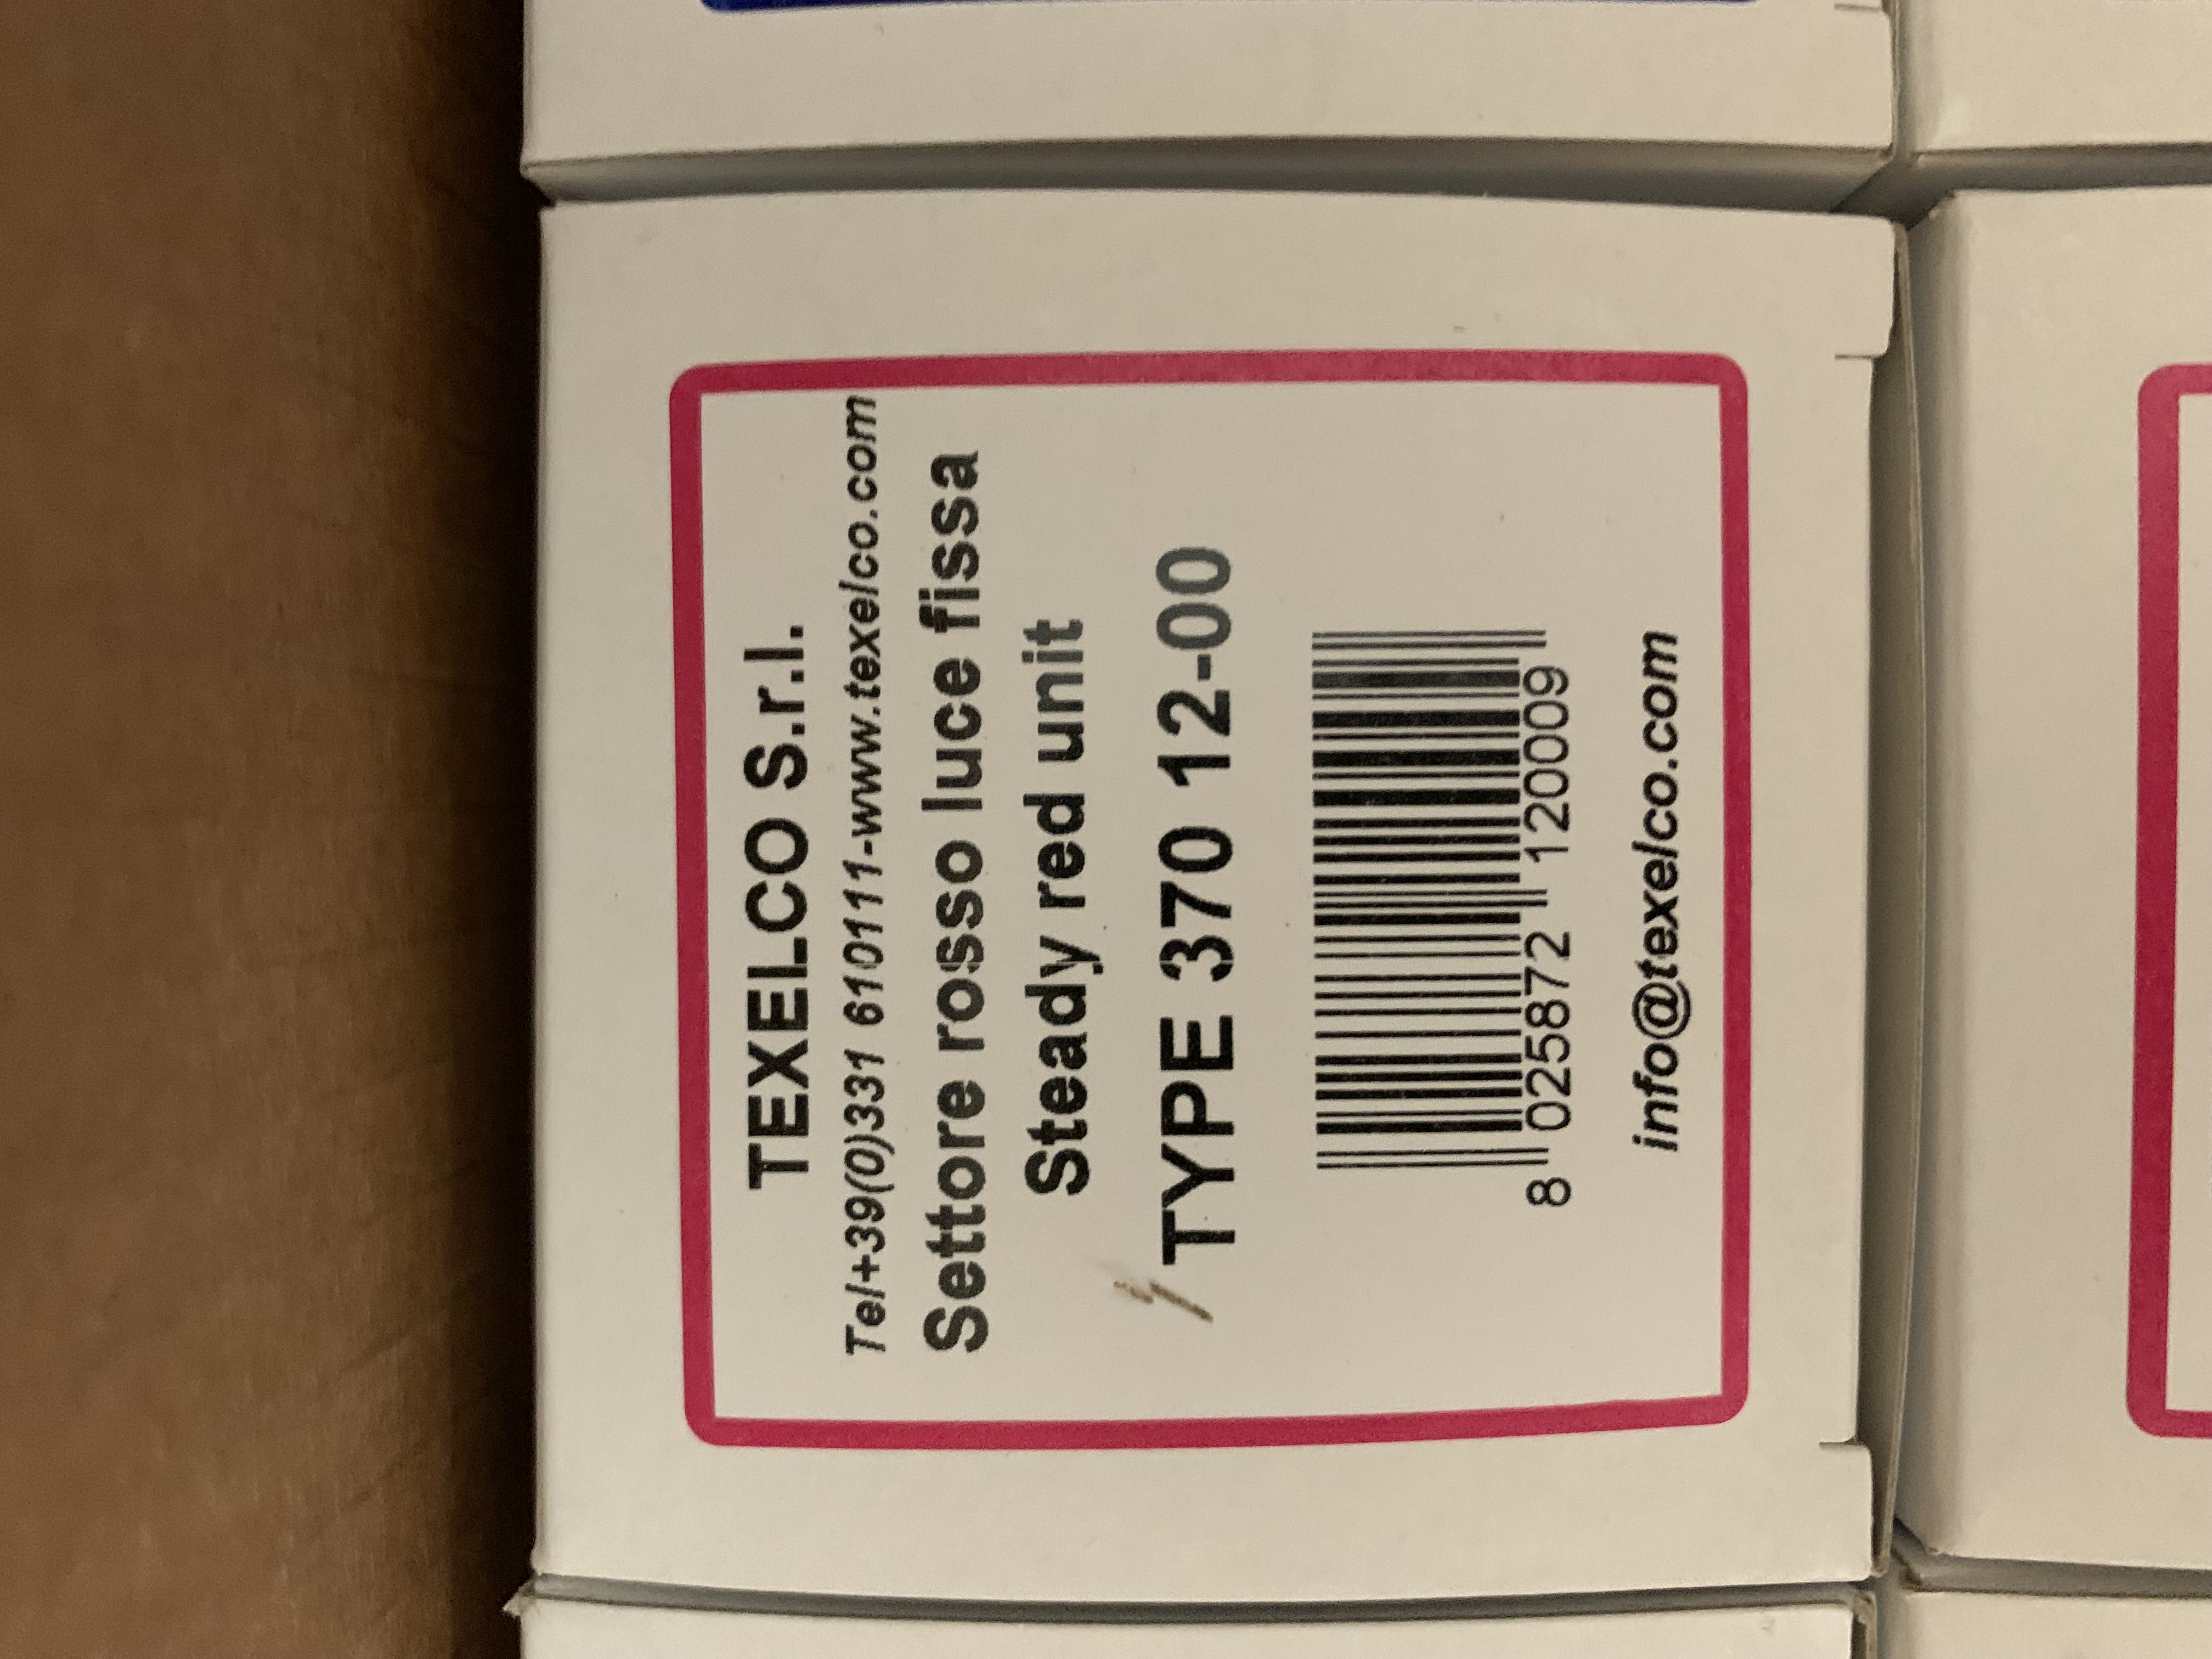 TEXELCO S.r.l.
Tel+39(0)331 610111-www.texelco.com
Settore rosso luce fissa
Steady red unit
TYPE 370 12-00
8 025872 120009
info@texelco.com